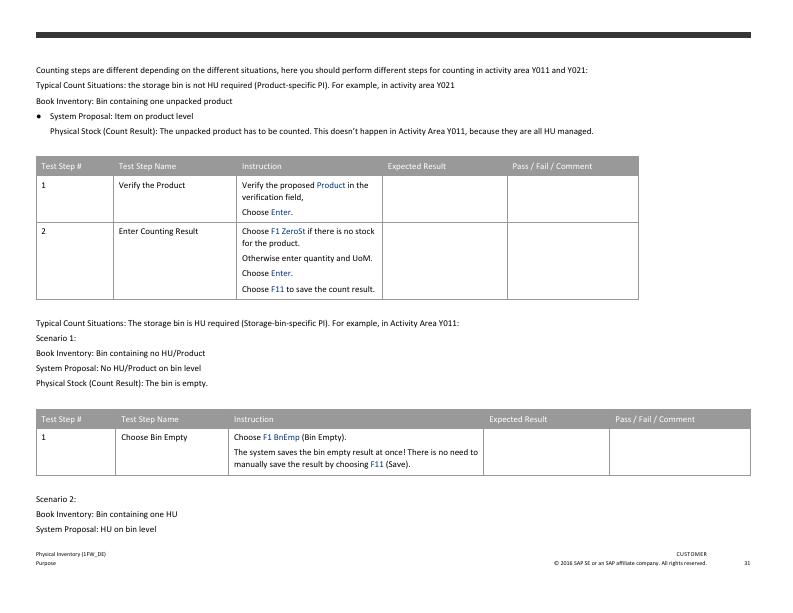 Counting steps are different depending on the different situations, here you should perform different steps for counting in activity area Y011 and Y021:
Typical Count Situations: the storage bin is not HU required (Product-specific PI). For example, in activity area Y021
Book Inventory: Bin containing one unpacked product
● System Proposal: Item on product level
Physical Stock (Count Result): The unpacked product has to be counted. This doesn't happen in Activity Area Y011, because they are all HU managed.
Test Step # Test Step Name Instruction Expected Result Pass / Fail / Comment
1 Verify the Product Verify the proposed Product in the
verification field,
Choose Enter.
2 Enter Counting Result Choose F1 ZeroSt if there is no stock
for the product.
Otherwise enter quantity and UoM.
Choose Enter.
Choose F11 to save the count result.
Typical Count Situations: The storage bin is HU required (Storage-bin-specific PI). For example, in Activity Area Y011:
Scenario 1:
Book Inventory: Bin containing no HU/Product
System Proposal: No HU/Product on bin level
Physical Stock (Count Result): The bin is empty.
Test Step # Test Step Name Instruction Expected Result Pass / Fail / Comment
1 Choose Bin Empty Choose F1 BnEmp (Bin Empty).
The system saves the bin empty result at once! There is no need to
manually save the result by choosing F11 (Save).
Scenario 2:
Book Inventory: Bin containing one HU
System Proposal: HU on bin level
Physical Inventory (1FW_DE) CUSTOMER
Purpose © 2016 SAP SE or an SAP affiliate company. All rights reserved. 31